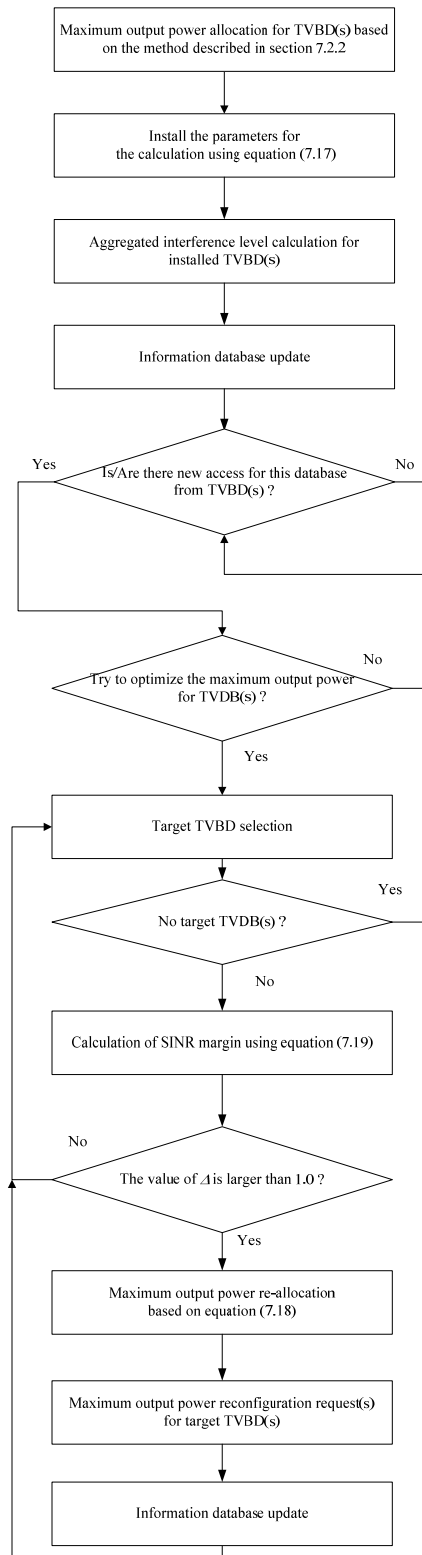 Maximum output power allocation for TVBD(s) based
on the method described in section 7.2.2
Install the parameters for
the calculation using equation (7.17)
Aggregated interference level calculation for
installed TVBD(s)
Information database update
Yes
Is/Are there new access for this database
from TVBD(s) ?
No
Try to optimize the maximum output power
for TVDB(s) ?
No
Yes
Target TVBD selection
No target TVDB(s) ?
Yes
No
Calculation of SINR margin using equation (7.19)
No
The value of Δ is larger than 1.0 ?
Yes
Maximum output power re-allocation
based on equation (7.18)
Maximum output power reconfiguration request(s)
for target TVBD(s)
Information database update